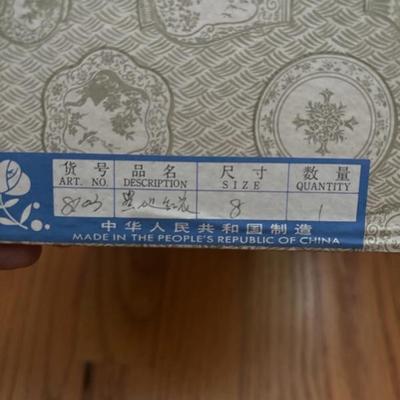 货号 品名 尺寸 数量
ART. NO. DESCRIPTION SIZE QUANTITY
8 1
中华人民共和国制造
MADE IN THE PEOPLE'S REPUBLIC OF CHINA